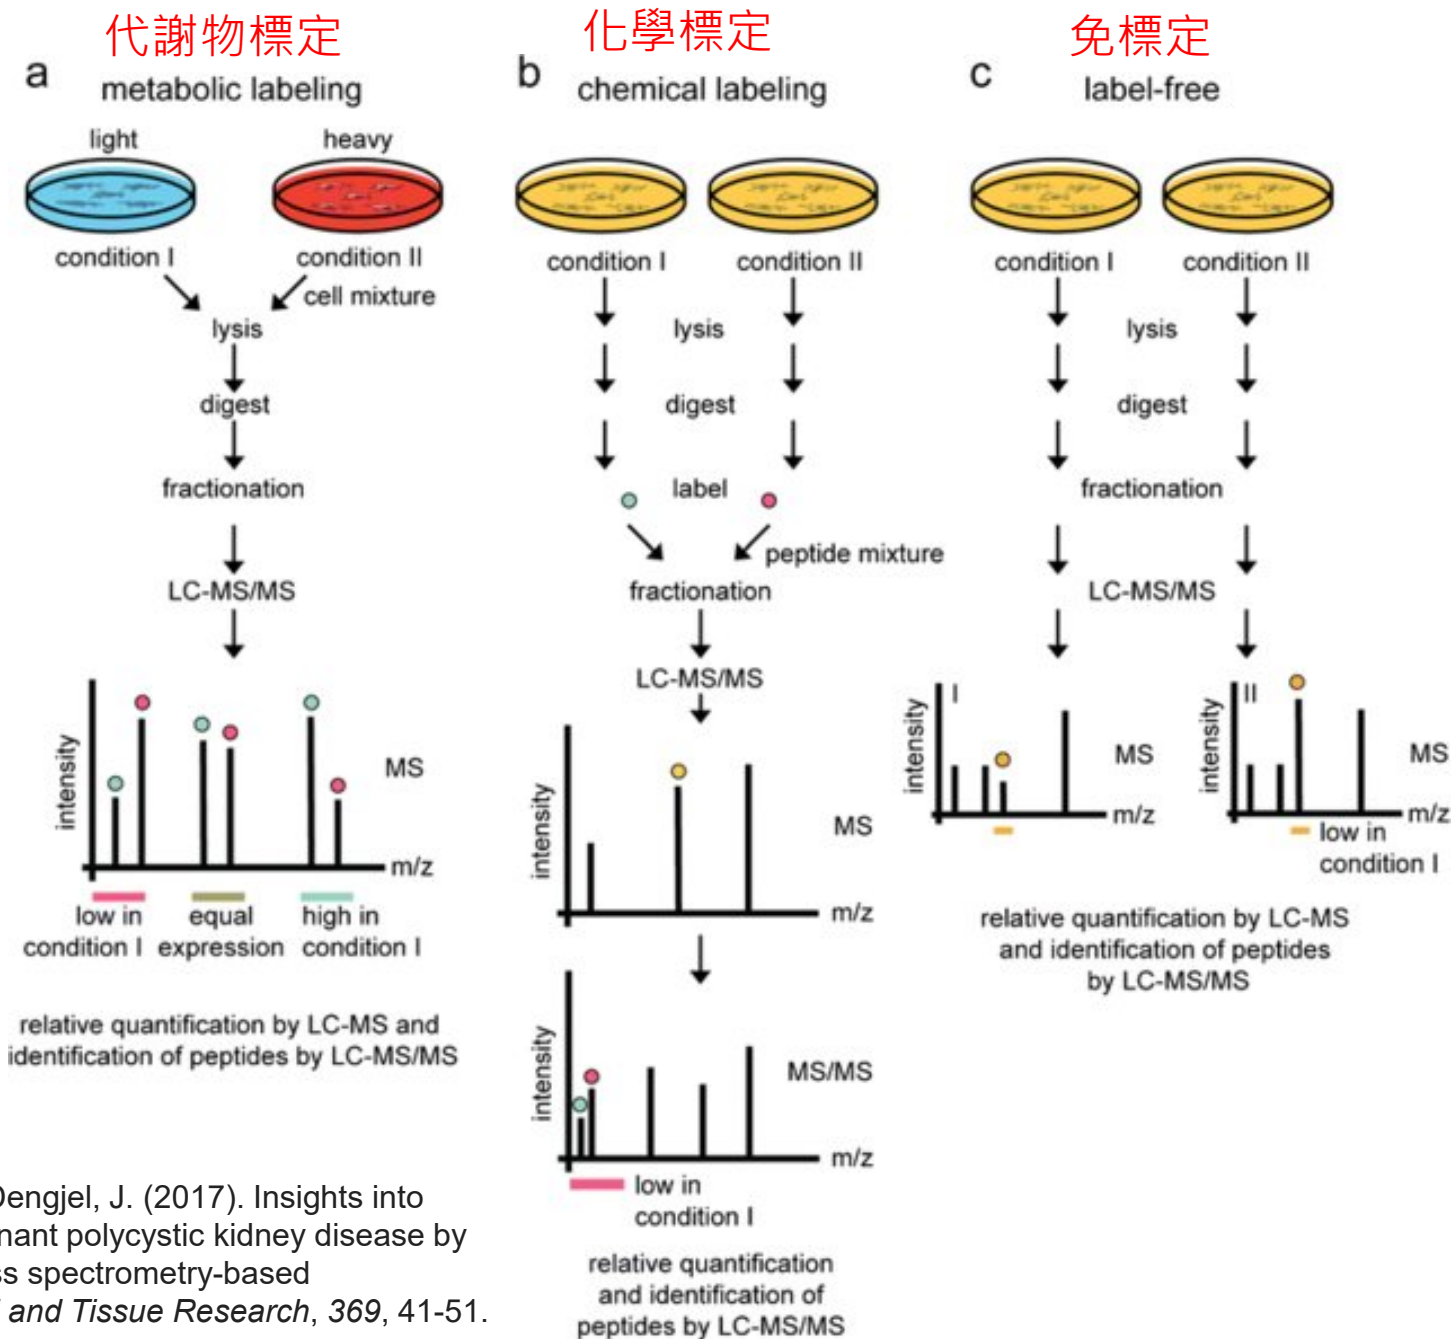 代謝物標定
a
metabolic labeling
light
heavy
condition I
condition II
cell mixture
lysis
digest
fractionation
LC-MS/MS
intensity
MS
m/z
low in
condition I
equal
expression
high in
condition I
relative quantification by LC-MS and
identification of peptides by LC-MS/MS
化學標定
b
chemical labeling
condition I
condition II
lysis
digest
label
peptide mixture
fractionation
LC-MS/MS
intensity
MS
m/z
intensity
MS/MS
m/z
low in
condition I
relative quantification
and identification of
peptides by LC-MS/MS
免標定
c
label-free
condition I
condition II
lysis
digest
fractionation
LC-MS/MS
I
intensity
MS
m/z
II
intensity
MS
m/z
low in
condition I
relative quantification by LC-MS
and identification of peptides
by LC-MS/MS
Dengjel, J. (2017). Insights into
nant polycystic kidney disease by
ss spectrometry-based
and Tissue Research, 369, 41-51.